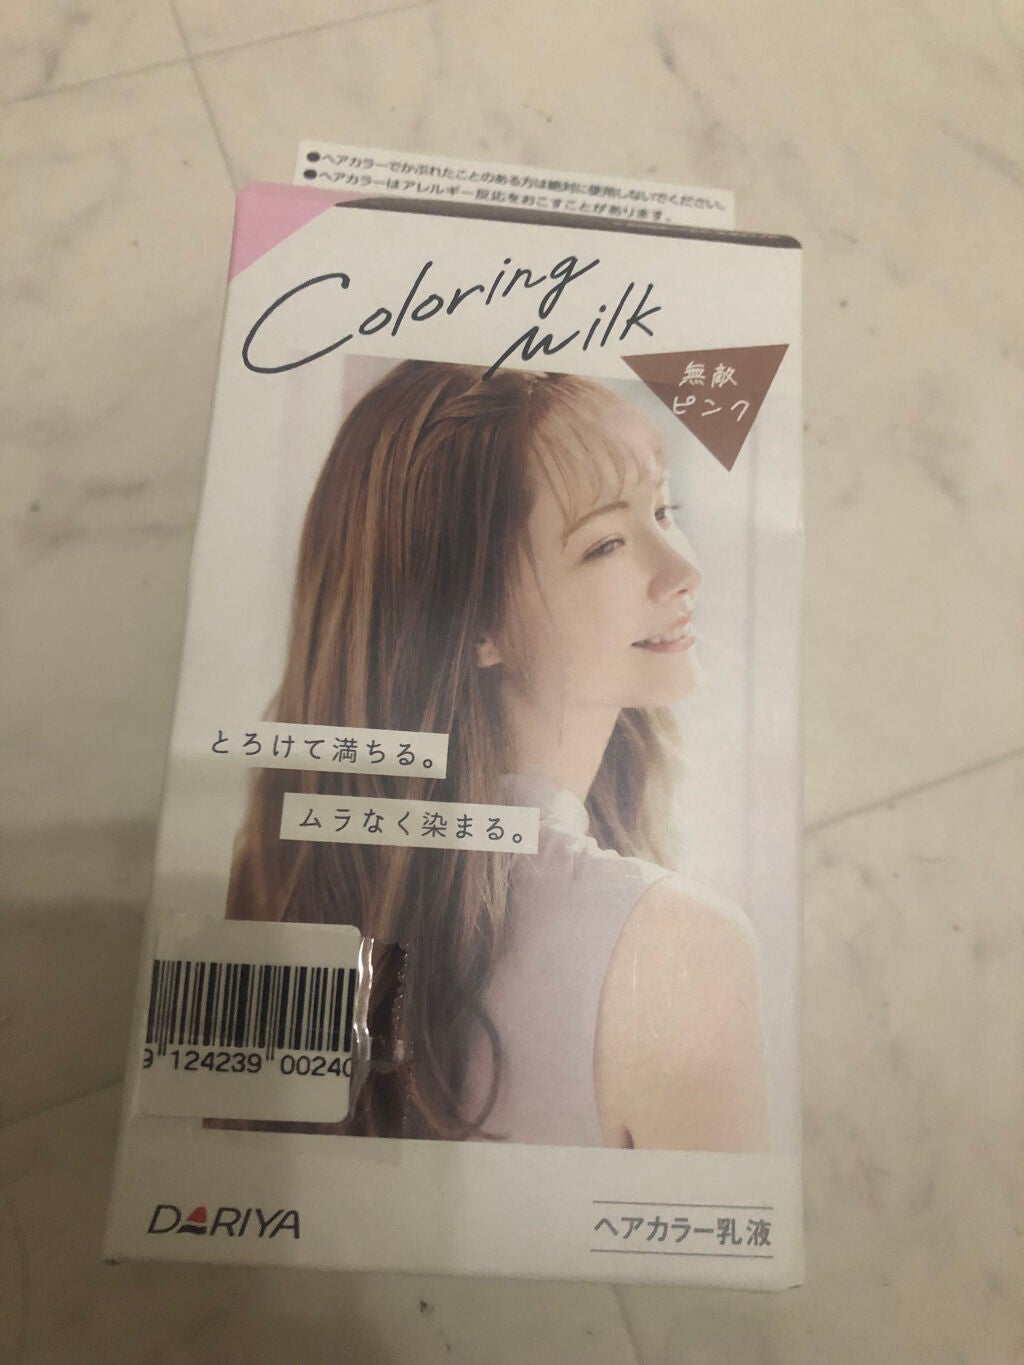 ●ヘアカラーでかぶれたことのある方は絶対に使用しないでください。
●ヘアカラーはアレルギー反応をおこすことがあります。
Coloring
milk
無敵
ピンク
とろけて満ちる。
ムラなく染まる。
9 124239 00240
DARIYA
ヘアカラー乳液